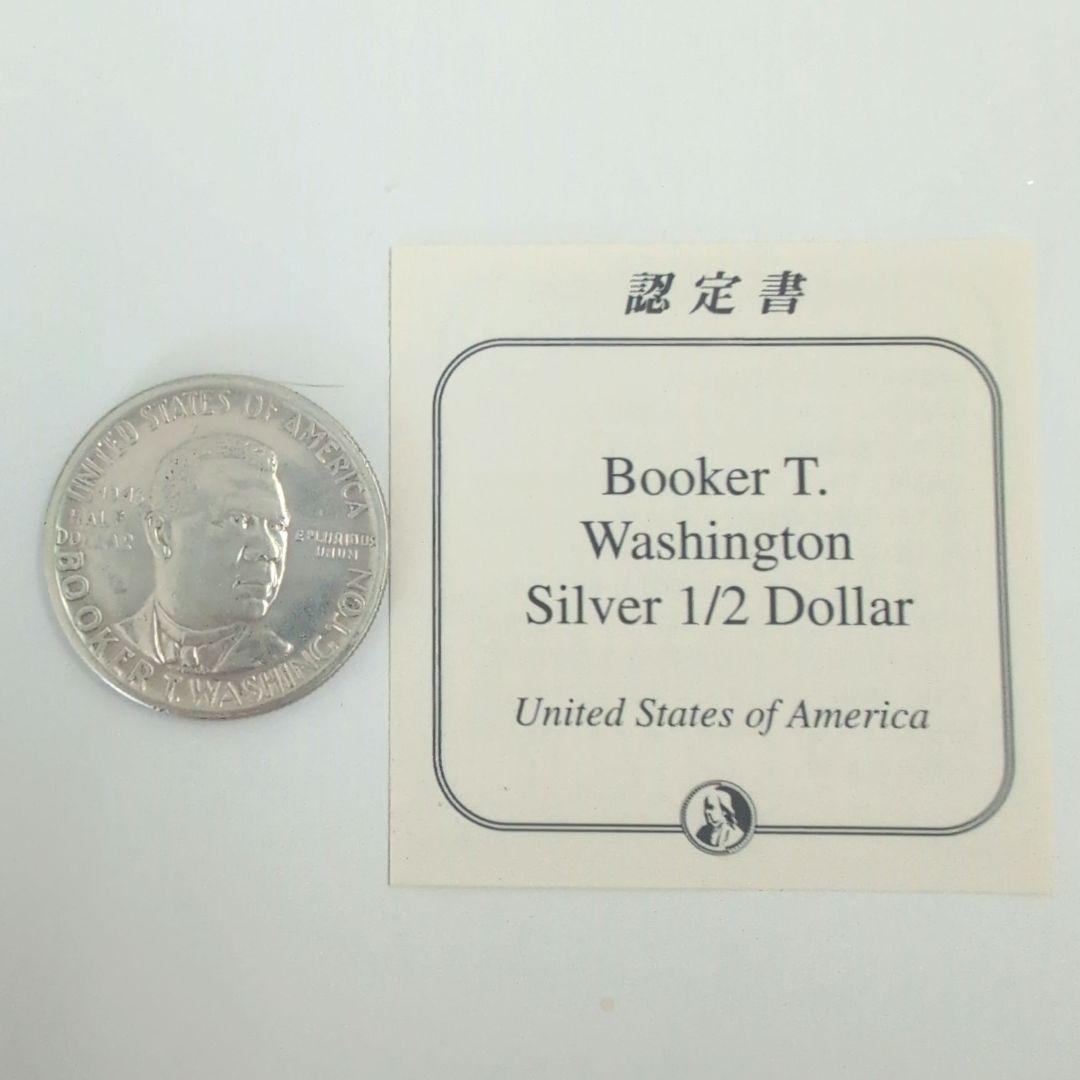 UNITED STATES OF AMERICA
HALF
DOLLAR
E PLURIBUS
UNUM
BOOKER T. WASHINGTON
認定書
Booker T.
Washington
Silver 1/2 Dollar
United States of America